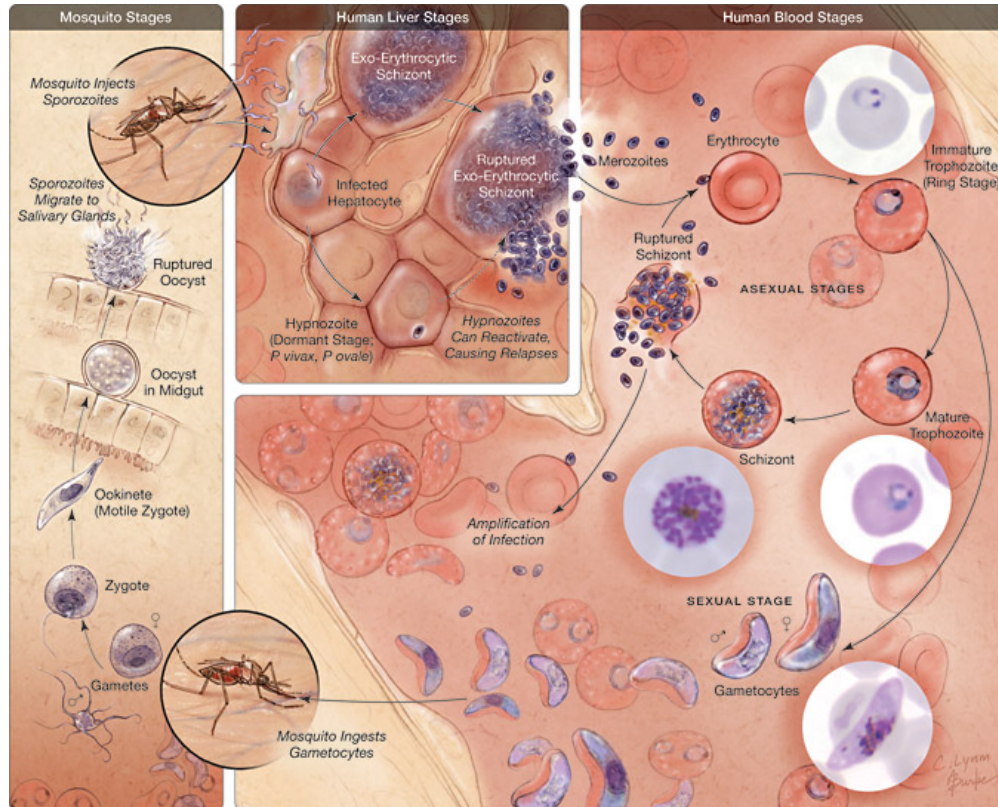 Mosquito Stages
Mosquito Injects
Sporozoites
Sporozoites
Migrate to
Salivary Glands
Ruptured
Oocyst
Oocyst
in Midgut
Ookinete
(Motile Zygote)
Zygote
♀
Gametes
♂
Human Liver Stages
Exo-Erythrocytic
Schizont
Infected
Hepatocyte
Ruptured
Exo-Erythrocytic
Schizont
Hypnozoite
(Dormant Stage;
P vivax, P ovale)
Hypnozoites
Can Reactivate,
Causing Relapses
Human Blood Stages
Merozoites
Erythrocyte
Immature
Trophozoite
(Ring Stage)
Ruptured
Schizont
ASEXUAL STAGES
Mature
Trophozoite
Schizont
Amplification
of Infection
SEXUAL STAGE
♂
♀
Gametocytes
Mosquito Ingests
Gametocytes
C. Lynm
Burke